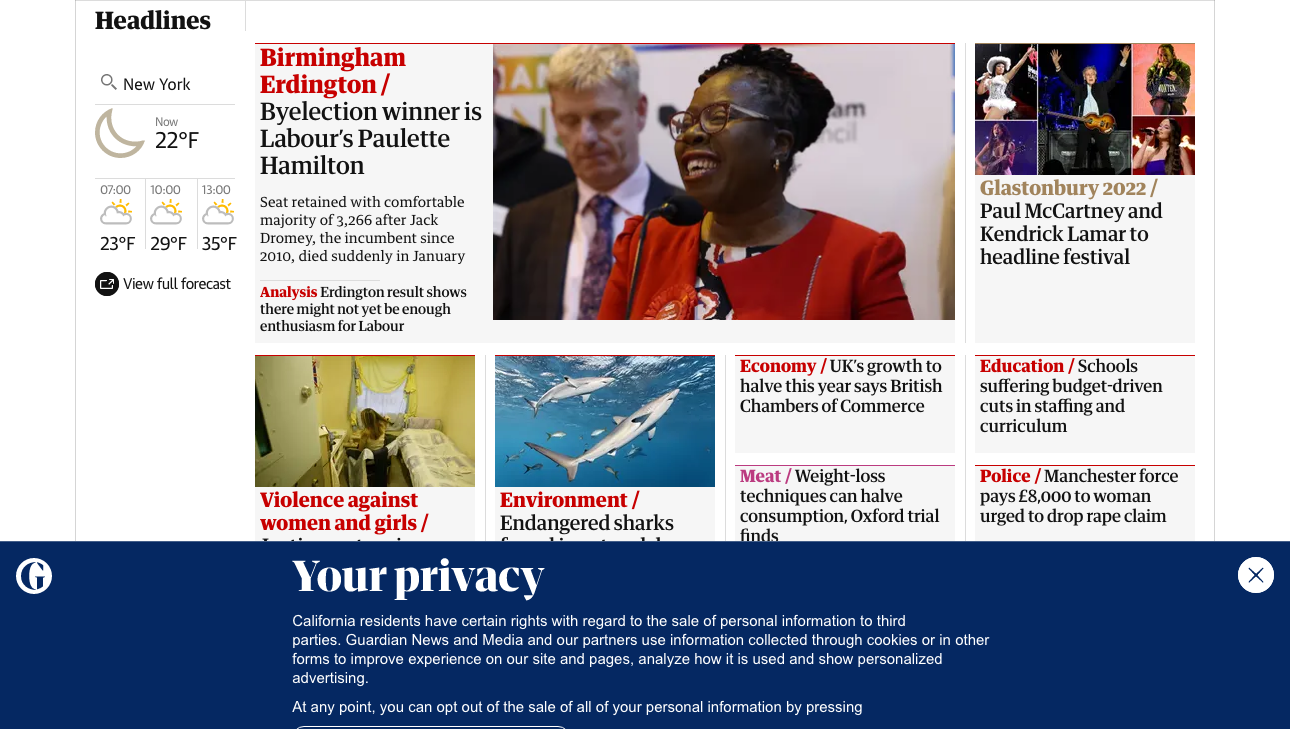 Headlines
New York
Now
22°F
07:00
10:00
13:00
23°F
29°F
35°F
View full forecast
Birmingham
Erdington /
Byelection winner is
Labour's Paulette
Hamilton
Seat retained with comfortable
majority of 3,266 after Jack
Dromey, the incumbent since
2010, died suddenly in January
Analysis Erdington result shows
there might not yet be enough
enthusiasm for Labour
Glastonbury 2022 /
Paul McCartney and
Kendrick Lamar to
headline festival
Violence against
women and girls /
Environment /
Endangered sharks
Economy / UK's growth to
halve this year says British
Chambers of Commerce
Meat / Weight-loss
techniques can halve
consumption, Oxford trial
finds
Education / Schools
suffering budget-driven
cuts in staffing and
curriculum
Police / Manchester force
pays £8,000 to woman
urged to drop rape claim
Your privacy
California residents have certain rights with regard to the sale of personal information to third
parties. Guardian News and Media and our partners use information collected through cookies or in other
forms to improve experience on our site and pages, analyze how it is used and show personalized
advertising.
At any point, you can opt out of the sale of all of your personal information by pressing